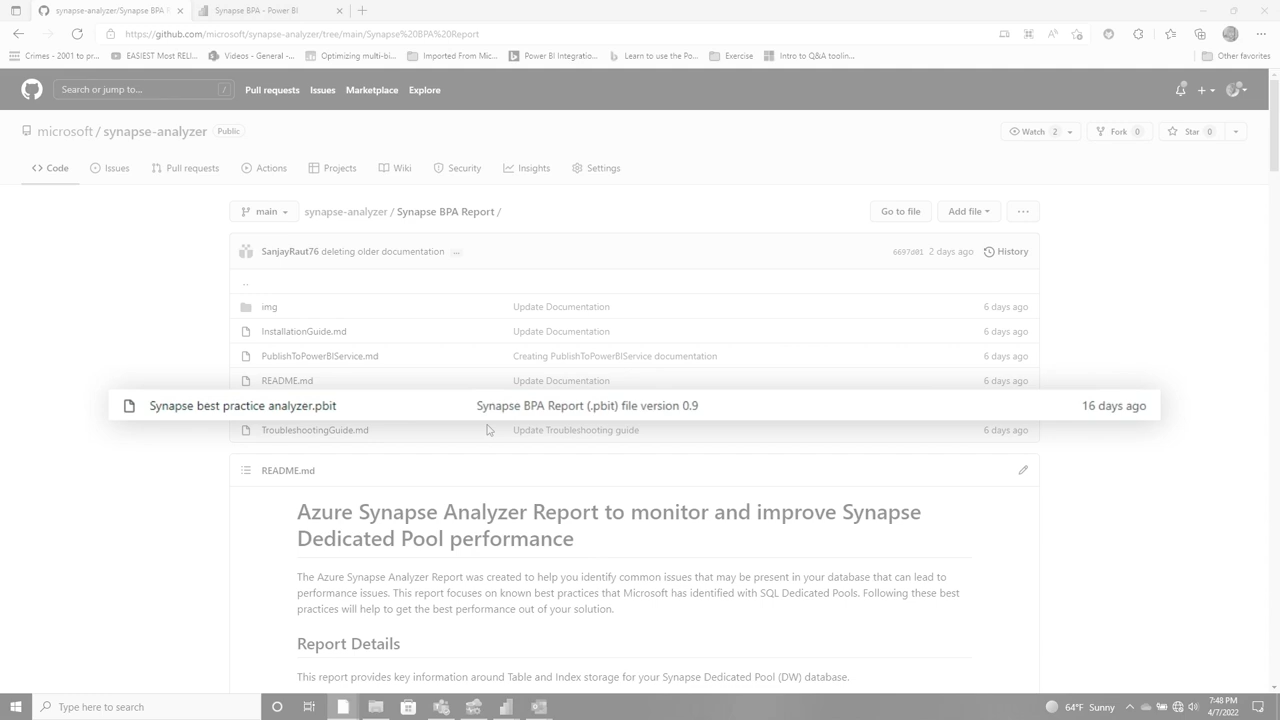 synapse-analyzer/Synapse BPA R
Synapse BPA - Power BI
https://github.com/microsoft/synapse-analyzer/tree/main/Synapse%20BPA%20Report
Crimes - 2001 to pr...
EASIEST Most RELI...
Videos - General -...
Optimizing multi-bi...
Imported From Mic...
Power BI Integratio...
Learn to use the Po...
Exercise
Intro to Q&A toolin...
Other favorites
Search or jump to...
/
Pull requests
Issues
Marketplace
Explore
microsoft / synapse-analyzer
Public
Watch 2
Fork 0
Star 0
Code
Issues
Pull requests
Actions
Projects
Wiki
Security
Insights
Settings
main
synapse-analyzer / Synapse BPA Report /
Go to file
Add file
...
SanjayRaut76 deleting older documentation ...
6697d01 2 days ago
History
..
img Update Documentation 6 days ago
InstallationGuide.md Update Documentation 6 days ago
PublishToPowerBIService.md Creating PublishToPowerBIService documentation 6 days ago
README.md Update Documentation 6 days ago
Synapse best practice analyzer.pbit Synapse BPA Report (.pbit) file version 0.9 16 days ago
TroubleshootingGuide.md Update Troubleshooting guide 6 days ago
README.md
Azure Synapse Analyzer Report to monitor and improve Synapse
Dedicated Pool performance
The Azure Synapse Analyzer Report was created to help you identify common issues that may be present in your database that can lead to
performance issues. This report focuses on known best practices that Microsoft has identified with SQL Dedicated Pools. Following these best
practices will help to get the best performance out of your solution.
Report Details
This report provides key information around Table and Index storage for your Synapse Dedicated Pool (DW) database.
Type here to search
64°F Sunny
7:48 PM
4/7/2022